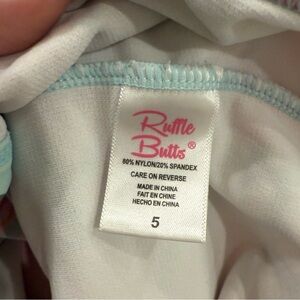 Ruffle
Butts®
80% NYLON/20% SPANDEX
CARE ON REVERSE
MADE IN CHINA
FAIT EN CHINE
HECHO EN CHINA
5